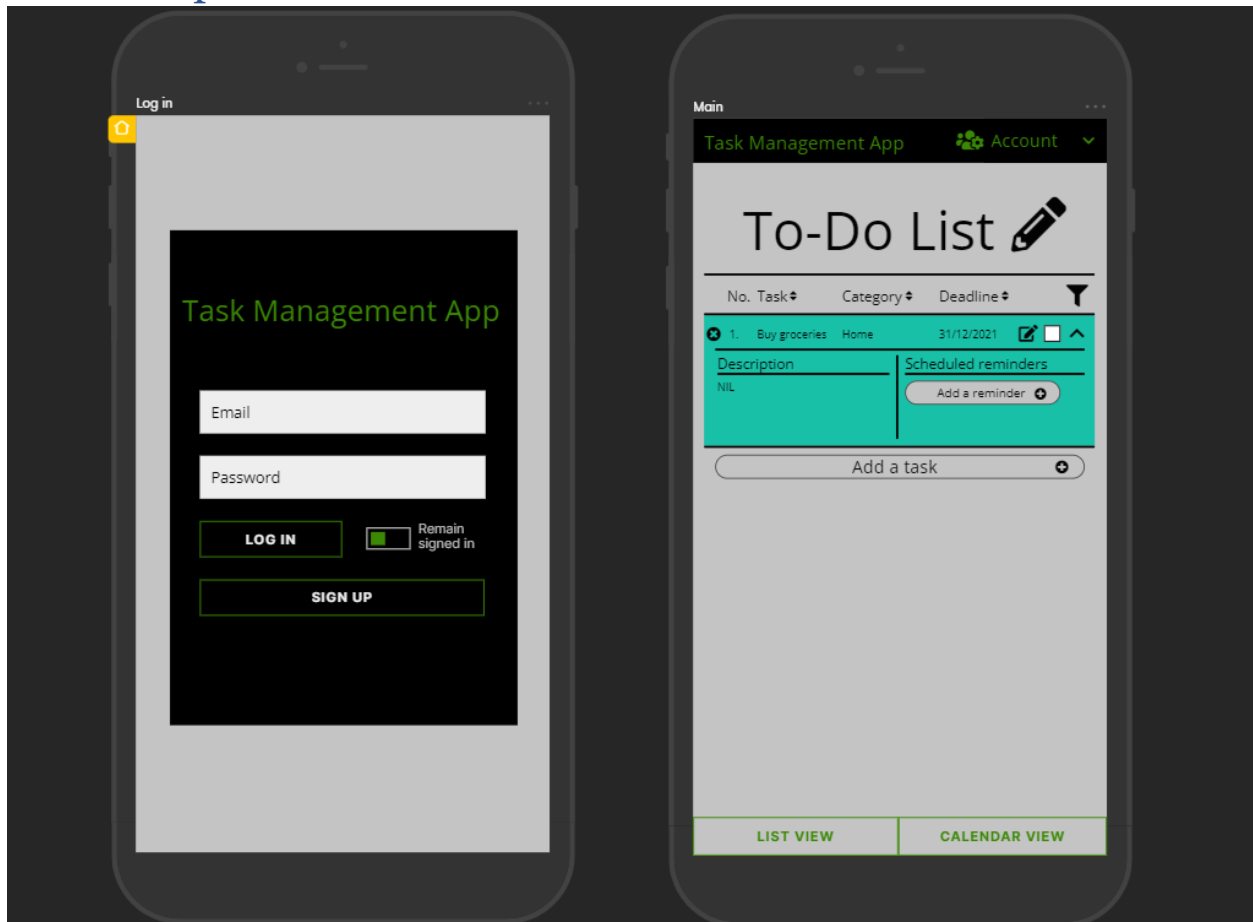 Log in
Task Management App
Email
Password
LOG IN
Remain
signed in
SIGN UP
Main
Task Management App Account
To-Do List
No. Task Category Deadline
1. Buy groceries Home 31/12/2021
Description Scheduled reminders
NIL Add a reminder
Add a task
LIST VIEW CALENDAR VIEW